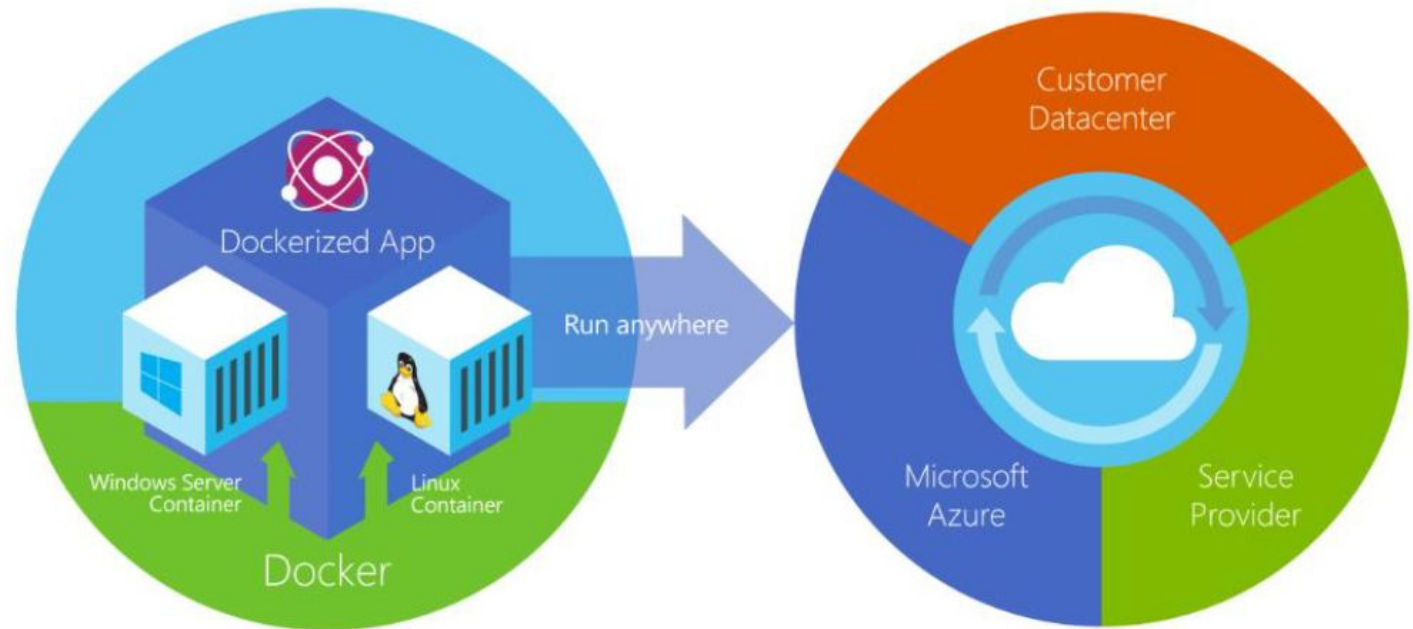 Dockerized App
Windows Server
Container
Linux
Container
Docker
Run anywhere
Customer
Datacenter
Microsoft
Azure
Service
Provider